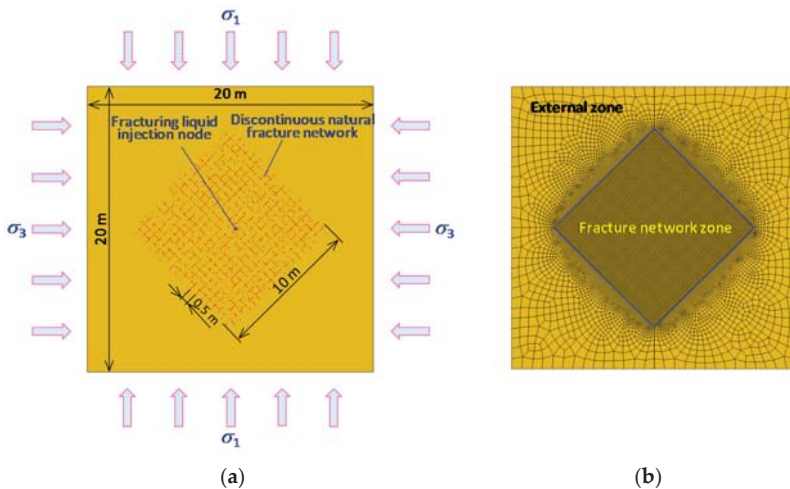 σ1
20 m
Fracturing liquid
injection node
Discontinuous natural
fracture network
σ3
20 m
σ3
10 m
0.5 m
σ1
(a)
External zone
Fracture network zone
(b)